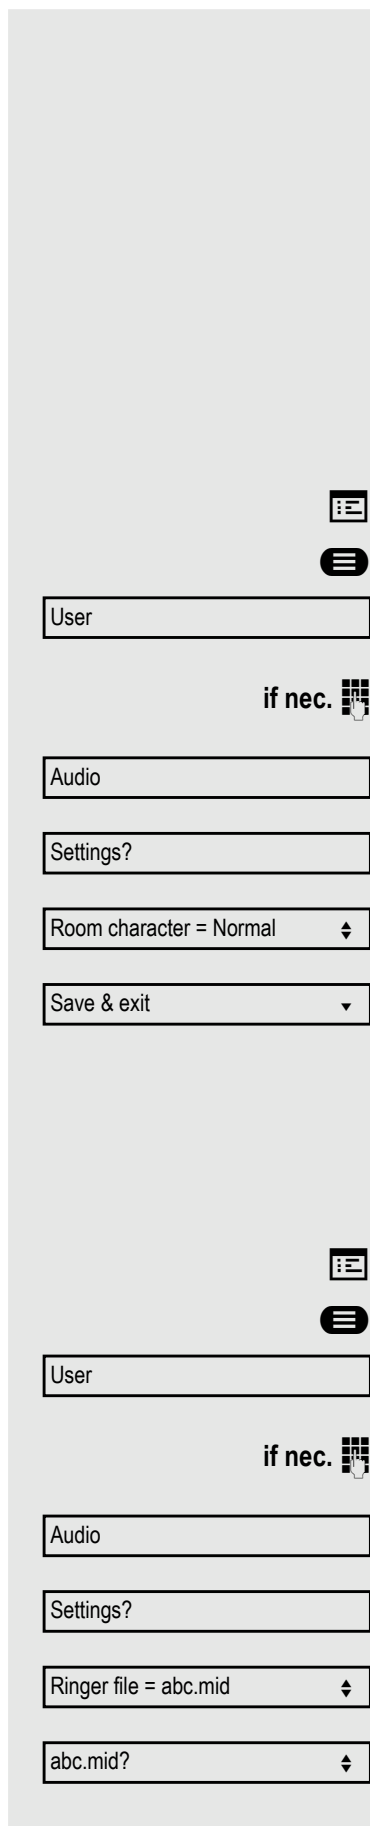 User
if nec.
Audio
Settings?
Room character = Normal
Save & exit
User
if nec.
Audio
Settings?
Ringer file = abc.mid
abc.mid?